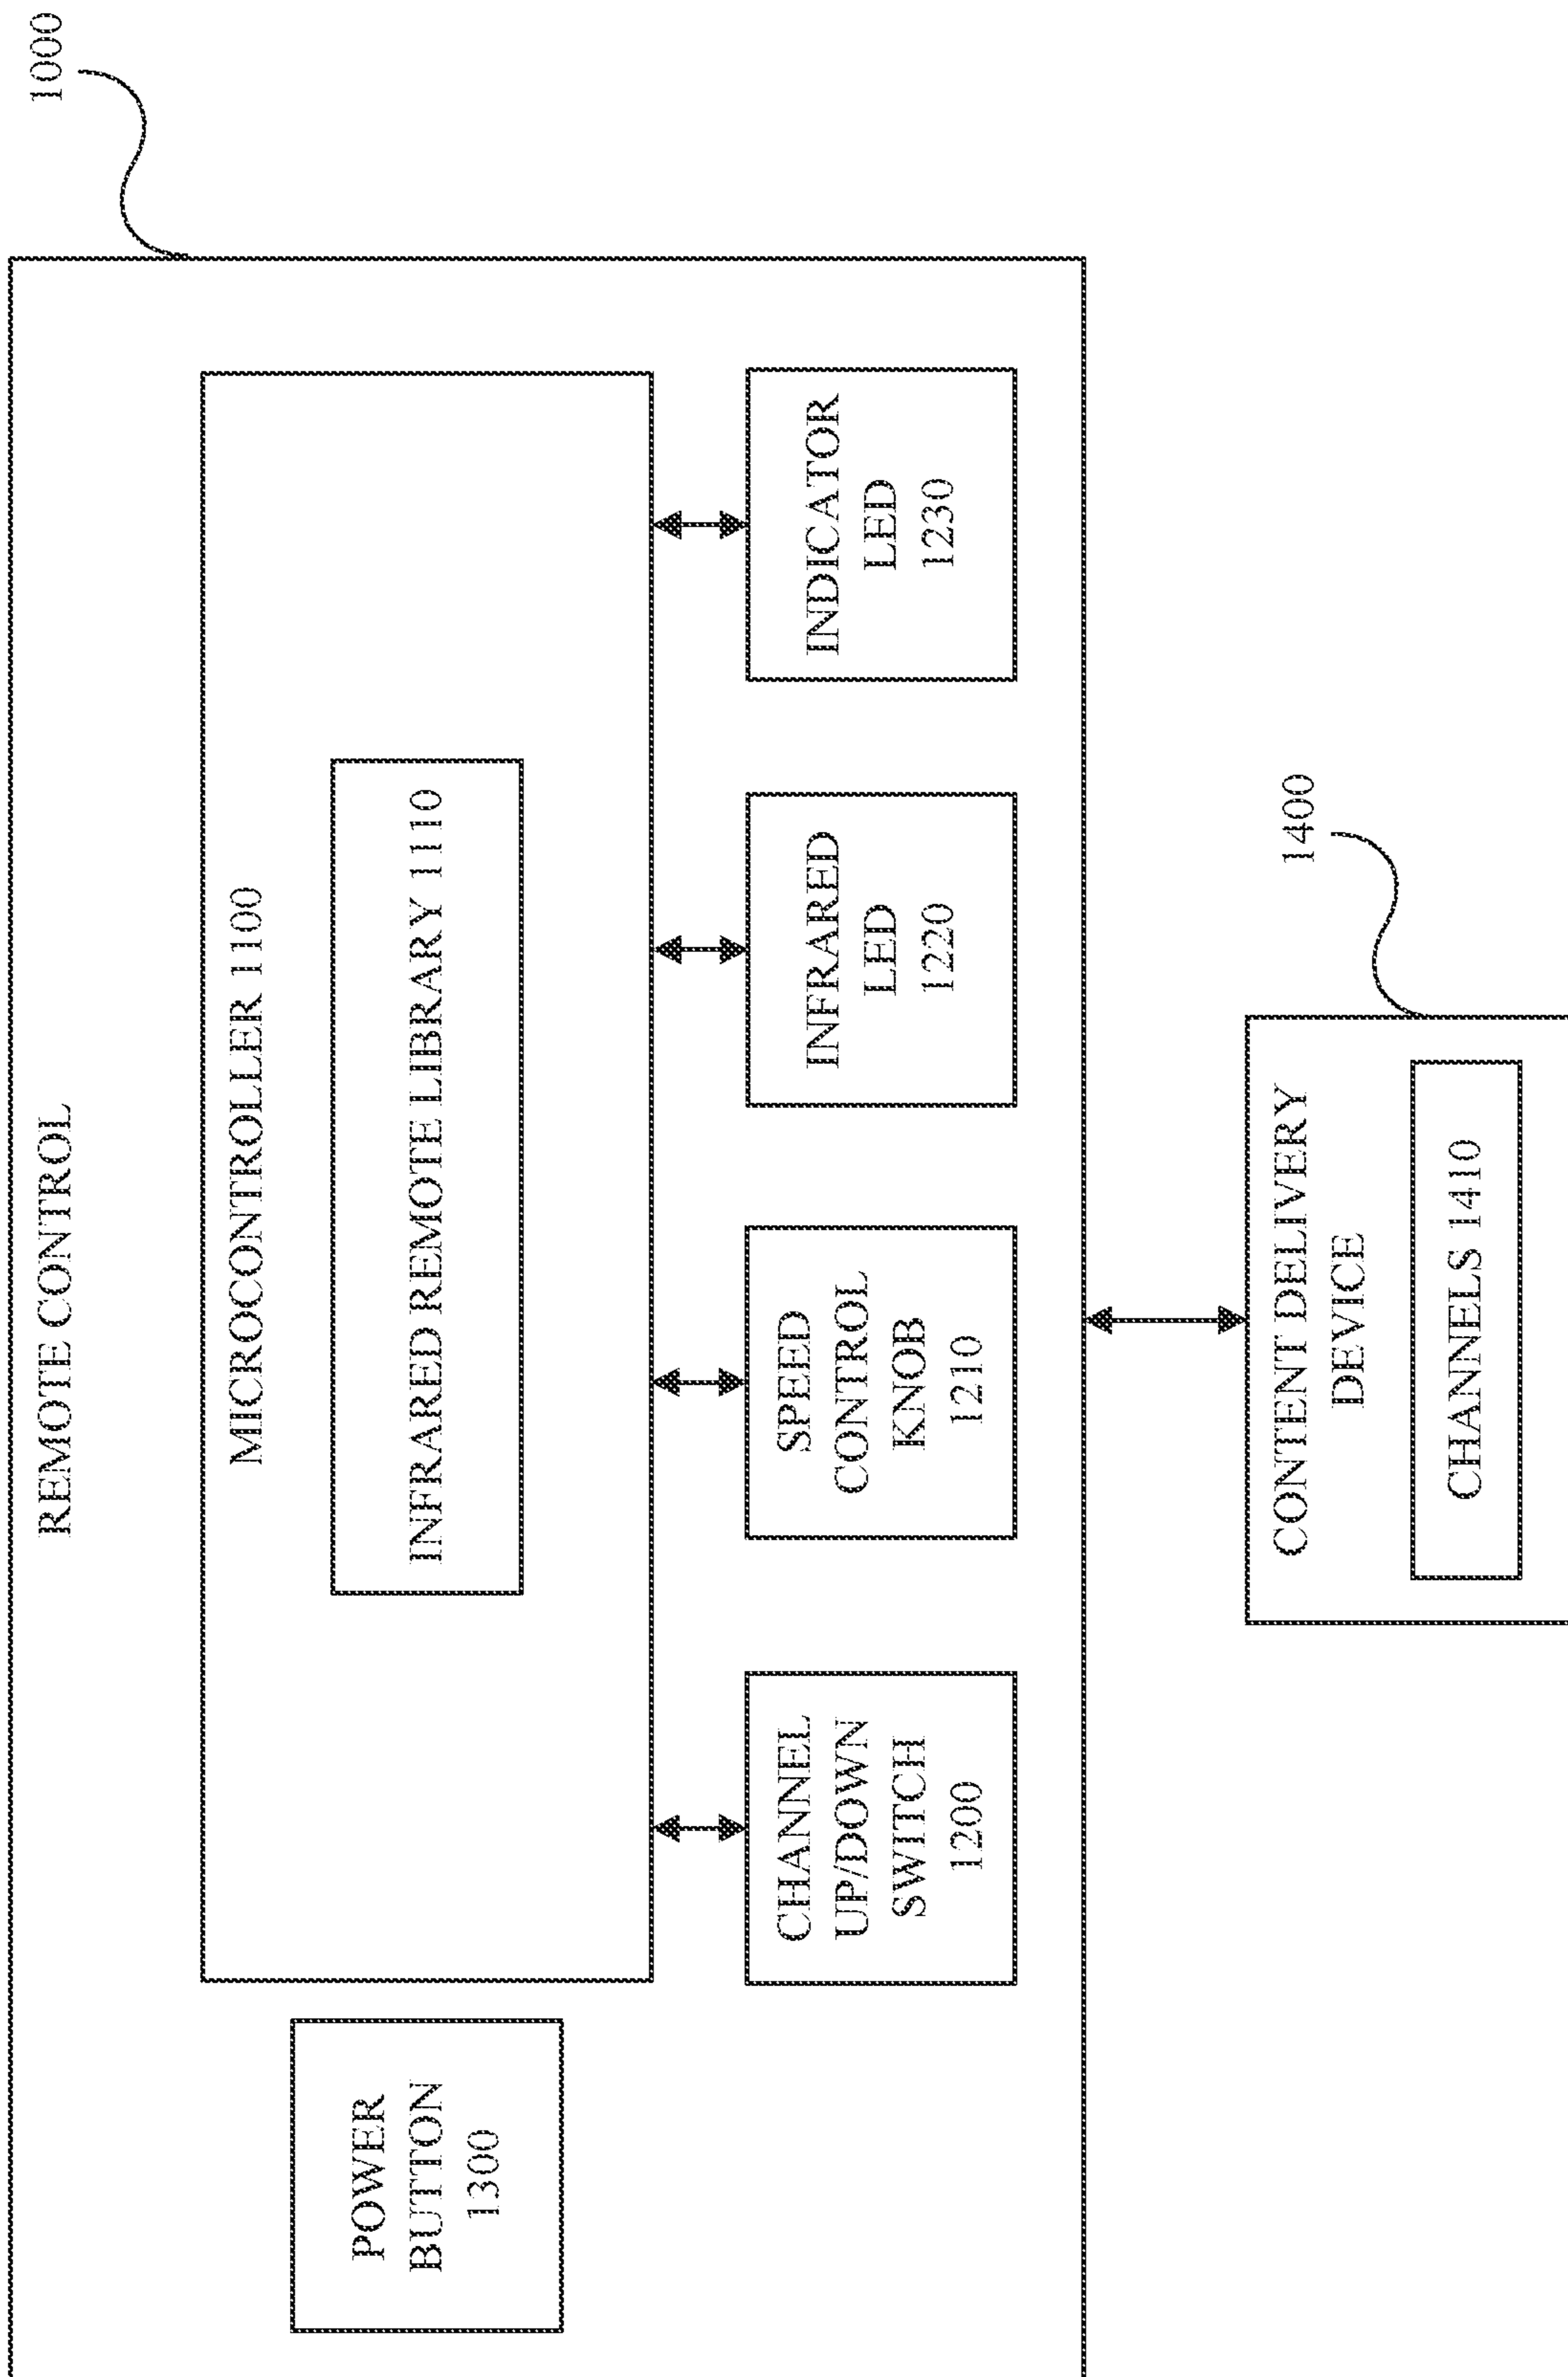 REMOTE CONTROL
1000
MICROCONTROLLER 1100
INFRARED REMOTE LIBRARY 1110
POWER
BUTTON
1300
CHANNEL
UP/DOWN
SWITCH
1200
SPEED
CONTROL
KNOB
1210
INFRARED
LED
1220
INDICATOR
LED
1230
CONTENT DELIVERY
DEVICE
1400
CHANNELS 1410